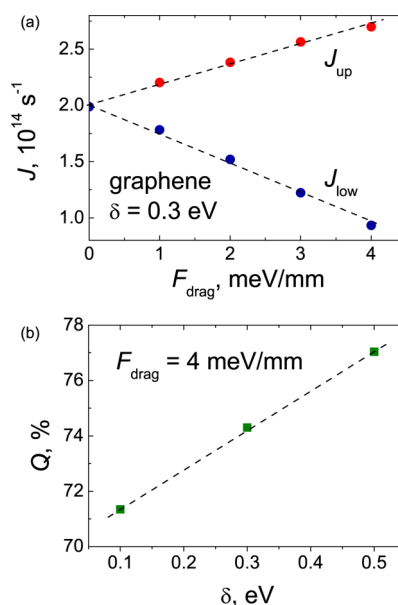 (a)
2.5
2.0
1.5
1.0
J, 10¹⁴ s⁻¹
J_up
J_low
graphene
δ = 0.3 eV
0 1 2 3 4
F_drag, meV/mm
(b)
78
76
74
72
70
Q, %
F_drag = 4 meV/mm
0.1 0.2 0.3 0.4 0.5
δ, eV